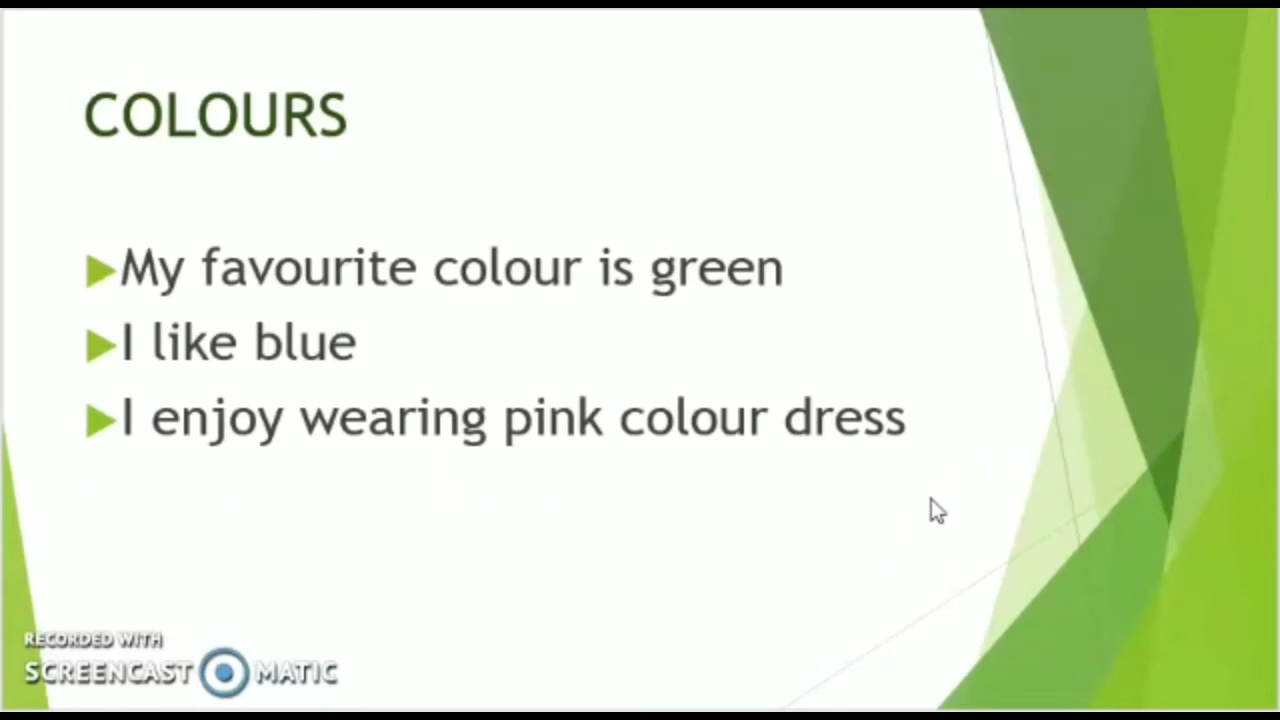 COLOURS
My favourite colour is green
I like blue
I enjoy wearing pink colour dress
RECORDED WITH
SCREENCAST MATIC